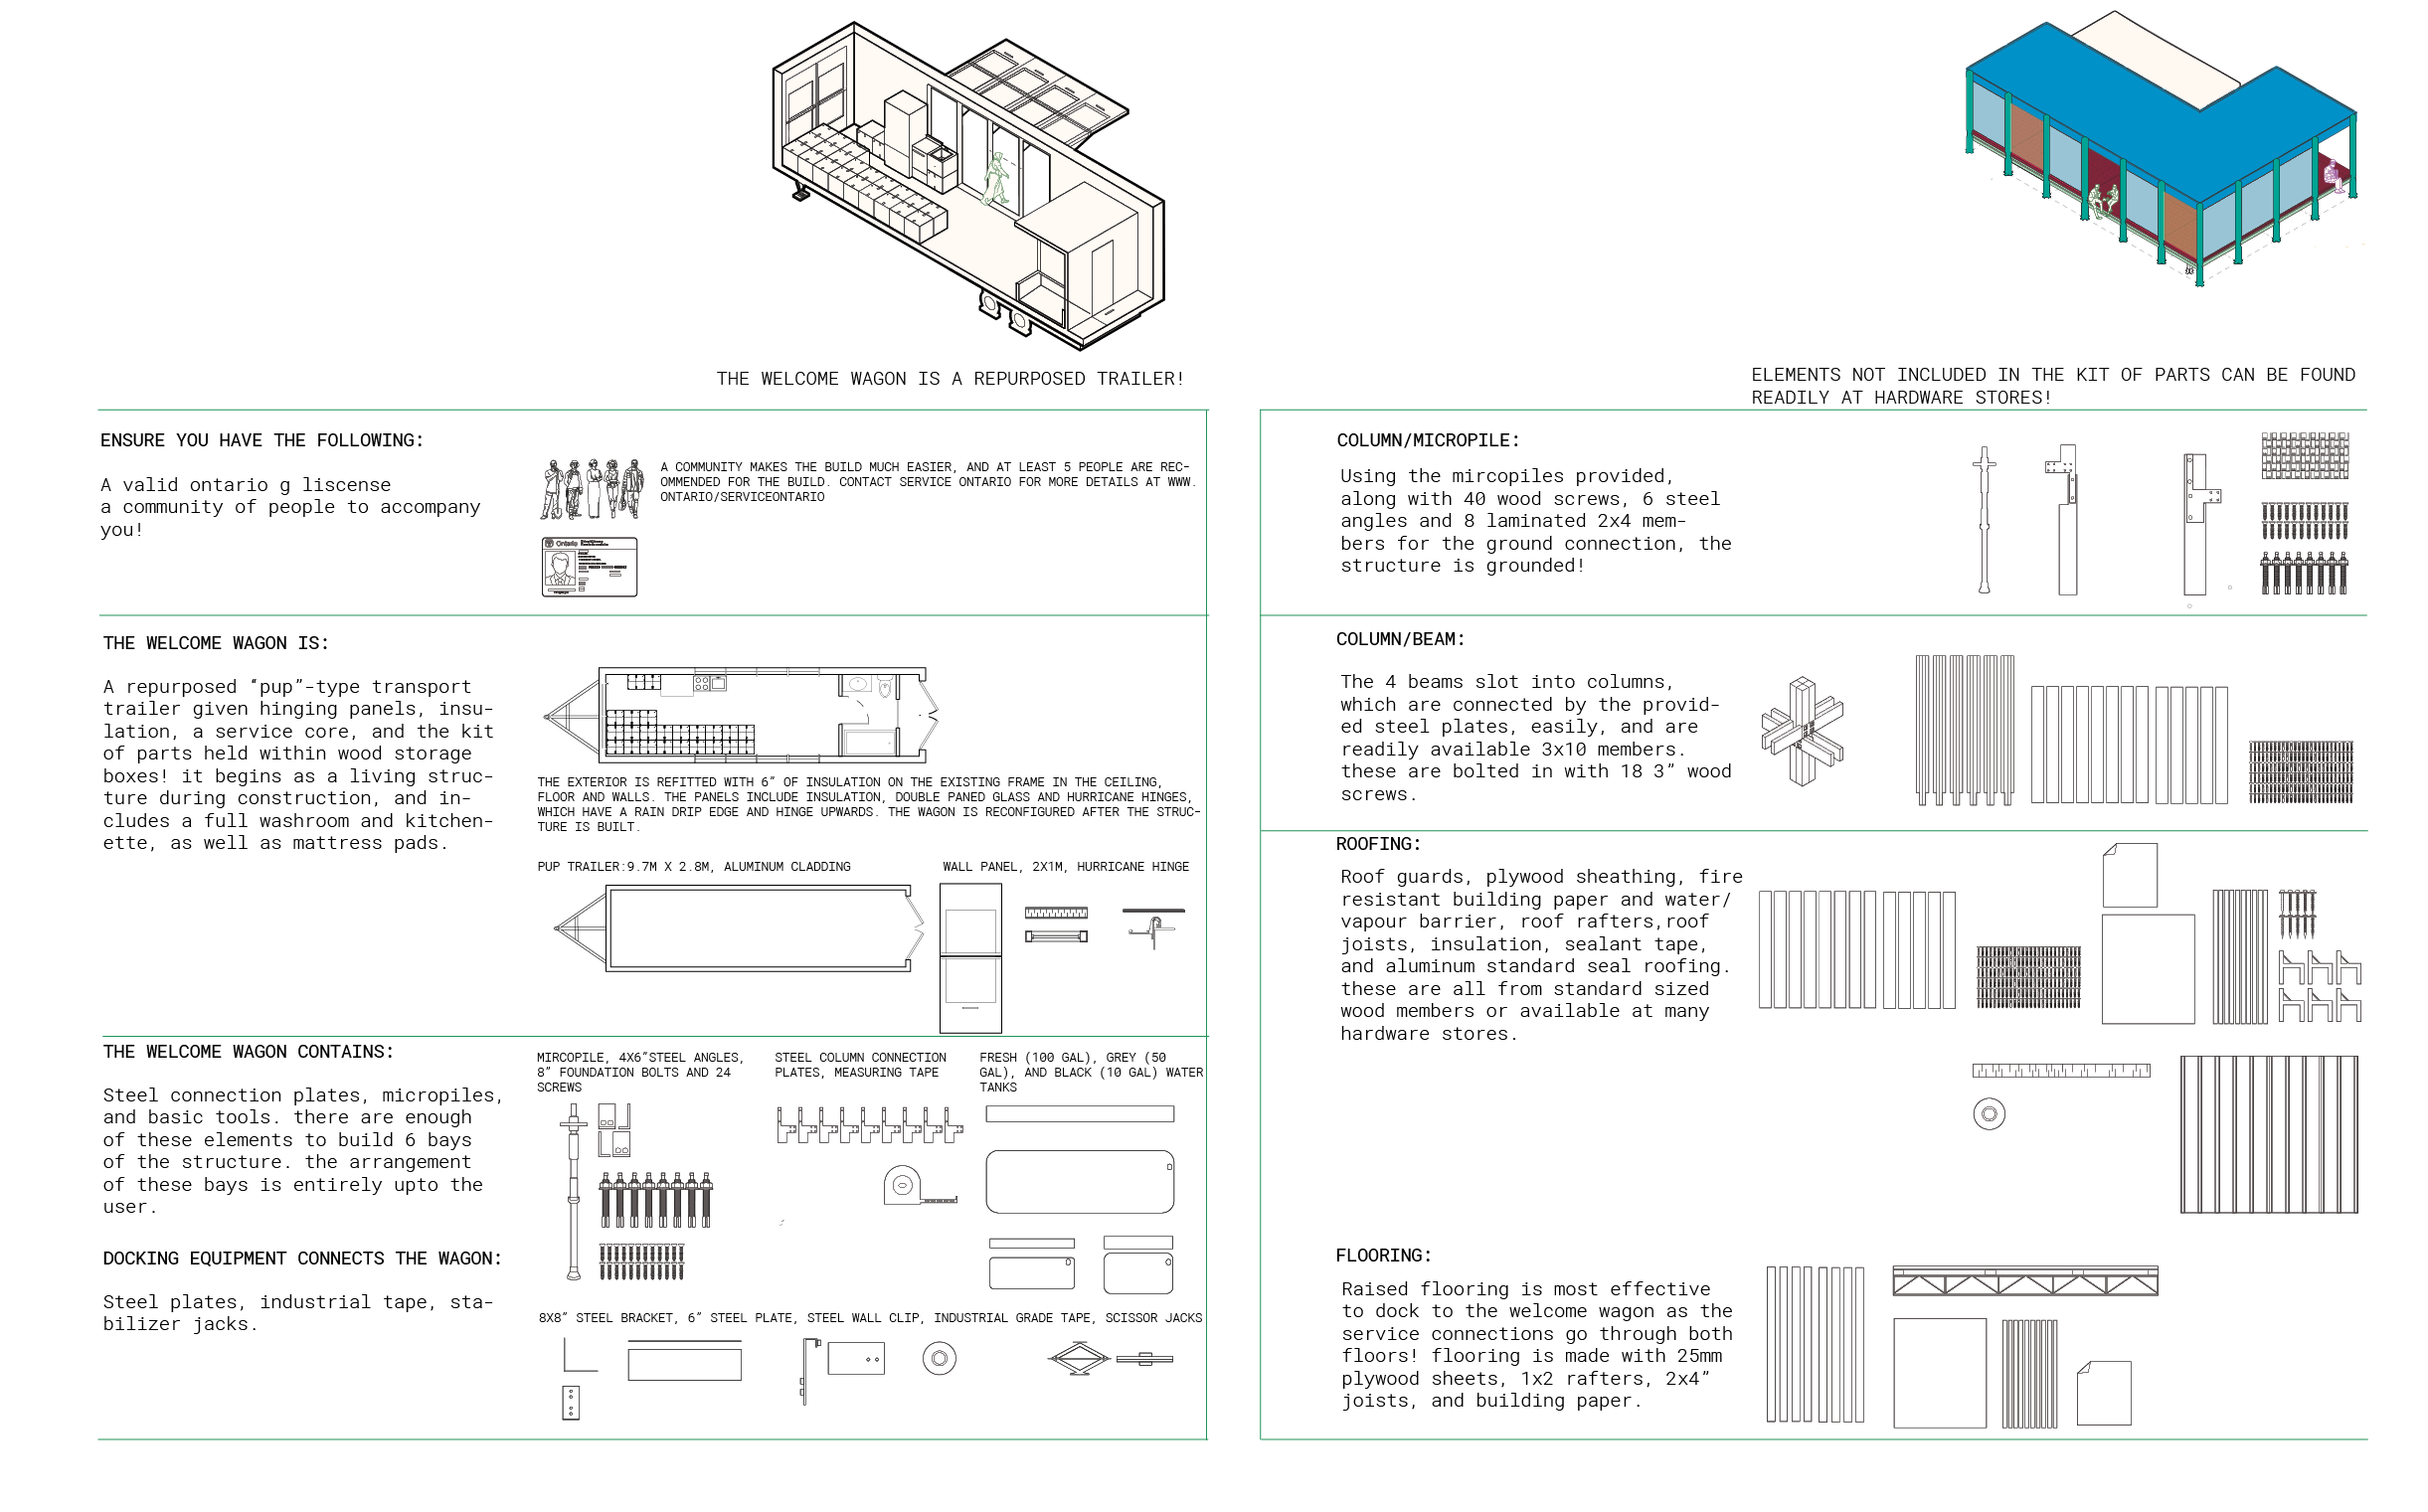 THE WELCOME WAGON IS A REPURPOSED TRAILER!
ENSURE YOU HAVE THE FOLLOWING:
A valid ontario g liscense
a community of people to accompany
you!
A COMMUNITY MAKES THE BUILD MUCH EASIER, AND AT LEAST 5 PEOPLE ARE REC-
OMMENDED FOR THE BUILD. CONTACT SERVICE ONTARIO FOR MORE DETAILS AT WWW.
ONTARIO/SERVICEONTARIO
Ontario
THE WELCOME WAGON IS:
A repurposed “pup”-type transport
trailer given hinging panels, insu-
lation, a service core, and the kit
of parts held within wood storage
boxes! it begins as a living struc-
ture during construction, and in-
cludes a full washroom and kitchen-
ette, as well as mattress pads.
THE EXTERIOR IS REFITTED WITH 6” OF INSULATION ON THE EXISTING FRAME IN THE CEILING,
FLOOR AND WALLS. THE PANELS INCLUDE INSULATION, DOUBLE PANED GLASS AND HURRICANE HINGES,
WHICH HAVE A RAIN DRIP EDGE AND HINGE UPWARDS. THE WAGON IS RECONFIGURED AFTER THE STRUC-
TURE IS BUILT.
PUP TRAILER:9.7M X 2.8M, ALUMINUM CLADDING
WALL PANEL, 2X1M, HURRICANE HINGE
THE WELCOME WAGON CONTAINS:
Steel connection plates, micropiles,
and basic tools. there are enough
of these elements to build 6 bays
of the structure. the arrangement
of these bays is entirely upto the
user.
MIRCOPILE, 4X6”STEEL ANGLES,
8” FOUNDATION BOLTS AND 24
SCREWS
STEEL COLUMN CONNECTION
PLATES, MEASURING TAPE
FRESH (100 GAL), GREY (50
GAL), AND BLACK (10 GAL) WATER
TANKS
DOCKING EQUIPMENT CONNECTS THE WAGON:
Steel plates, industrial tape, sta-
bilizer jacks.
8X8” STEEL BRACKET, 6” STEEL PLATE, STEEL WALL CLIP, INDUSTRIAL GRADE TAPE, SCISSOR JACKS
ELEMENTS NOT INCLUDED IN THE KIT OF PARTS CAN BE FOUND
READILY AT HARDWARE STORES!
COLUMN/MICROPILE:
Using the mircopiles provided,
along with 40 wood screws, 6 steel
angles and 8 laminated 2x4 mem-
bers for the ground connection, the
structure is grounded!
COLUMN/BEAM:
The 4 beams slot into columns,
which are connected by the provid-
ed steel plates, easily, and are
readily available 3x10 members.
these are bolted in with 18 3” wood
screws.
ROOFING:
Roof guards, plywood sheathing, fire
resistant building paper and water/
vapour barrier, roof rafters,roof
joists, insulation, sealant tape,
and aluminum standard seal roofing.
these are all from standard sized
wood members or available at many
hardware stores.
FLOORING:
Raised flooring is most effective
to dock to the welcome wagon as the
service connections go through both
floors! flooring is made with 25mm
plywood sheets, 1x2 rafters, 2x4”
joists, and building paper.